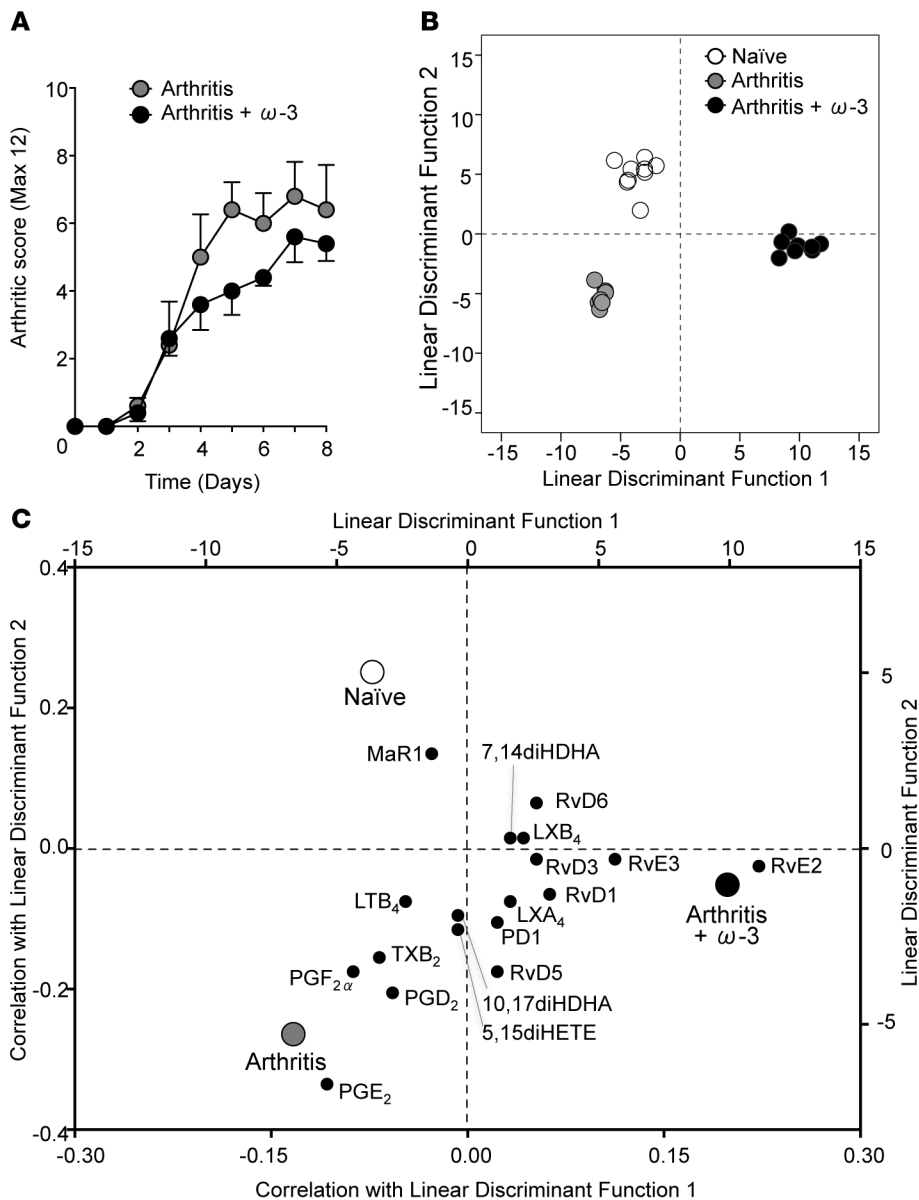 A
Arthritis
Arthritis + ω-3
10
8
6
4
2
0
2
4
6
8
Arthritic score (Max 12)
Time (Days)
B
Naïve
Arthritis
Arthritis + ω-3
15
10
5
0
-5
-10
-15
-15
-10
-5
0
5
10
15
Linear Discriminant Function 2
Linear Discriminant Function 1
C
Linear Discriminant Function 1
-15
-10
-5
0
5
10
15
0.4
0.2
0.0
-0.2
-0.4
Correlation with Linear Discriminant Function 2
5
0
-5
Linear Discriminant Function 2
Naïve
MaR1
7,14diHDHA
RvD6
LXB₄
RvD3
RvE3
RvE2
RvD1
Arthritis
+ ω-3
LTB₄
LXA₄
PD1
TXB₂
RvD5
PGF₂α
PGD₂
10,17diHDHA
5,15diHETE
Arthritis
PGE₂
-0.30
-0.15
0.00
0.15
0.30
Correlation with Linear Discriminant Function 1